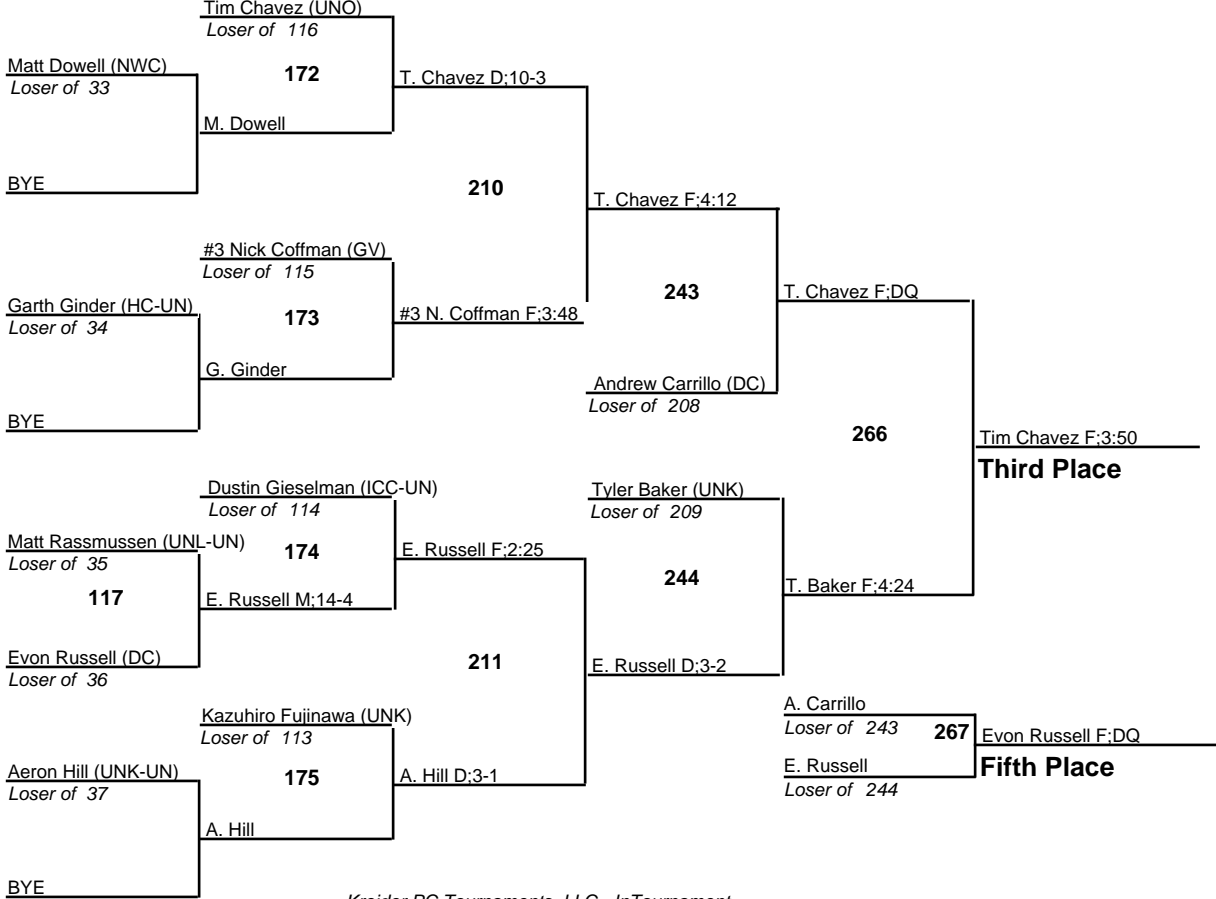 Tim Chavez (UNO)
Loser of 116
Matt Dowell (NWC)
Loser of 33
172
T. Chavez D;10-3
M. Dowell
BYE
210
T. Chavez F;4:12
#3 Nick Coffman (GV)
Loser of 115
Garth Ginder (HC-UN)
Loser of 34
173
#3 N. Coffman F;3:48
243
T. Chavez F;DQ
G. Ginder
Andrew Carrillo (DC)
Loser of 208
BYE
266
Tim Chavez F;3:50
Third Place
Dustin Gieselman (ICC-UN)
Loser of 114
Tyler Baker (UNK)
Loser of 209
Matt Rassmussen (UNL-UN)
Loser of 35
174
E. Russell F;2:25
117
E. Russell M;14-4
244
T. Baker F;4:24
Evon Russell (DC)
Loser of 36
211
E. Russell D;3-2
Kazuhiro Fujinawa (UNK)
Loser of 113
A. Carrillo
Loser of 243
267
Evon Russell F;DQ
Fifth Place
Aeron Hill (UNK-UN)
Loser of 37
175
A. Hill D;3-1
E. Russell
Loser of 244
A. Hill
BYE